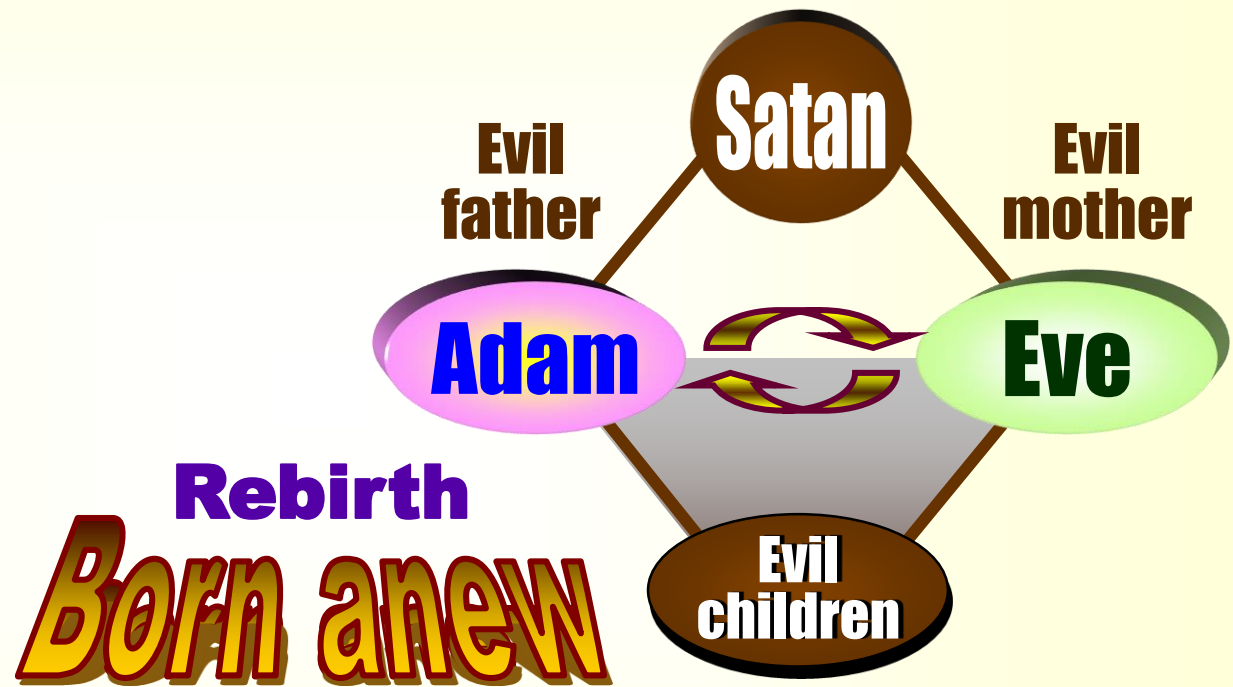 Satan
Evil
father
Evil
mother
Adam
Eve
Rebirth
Born anew
Evil
children